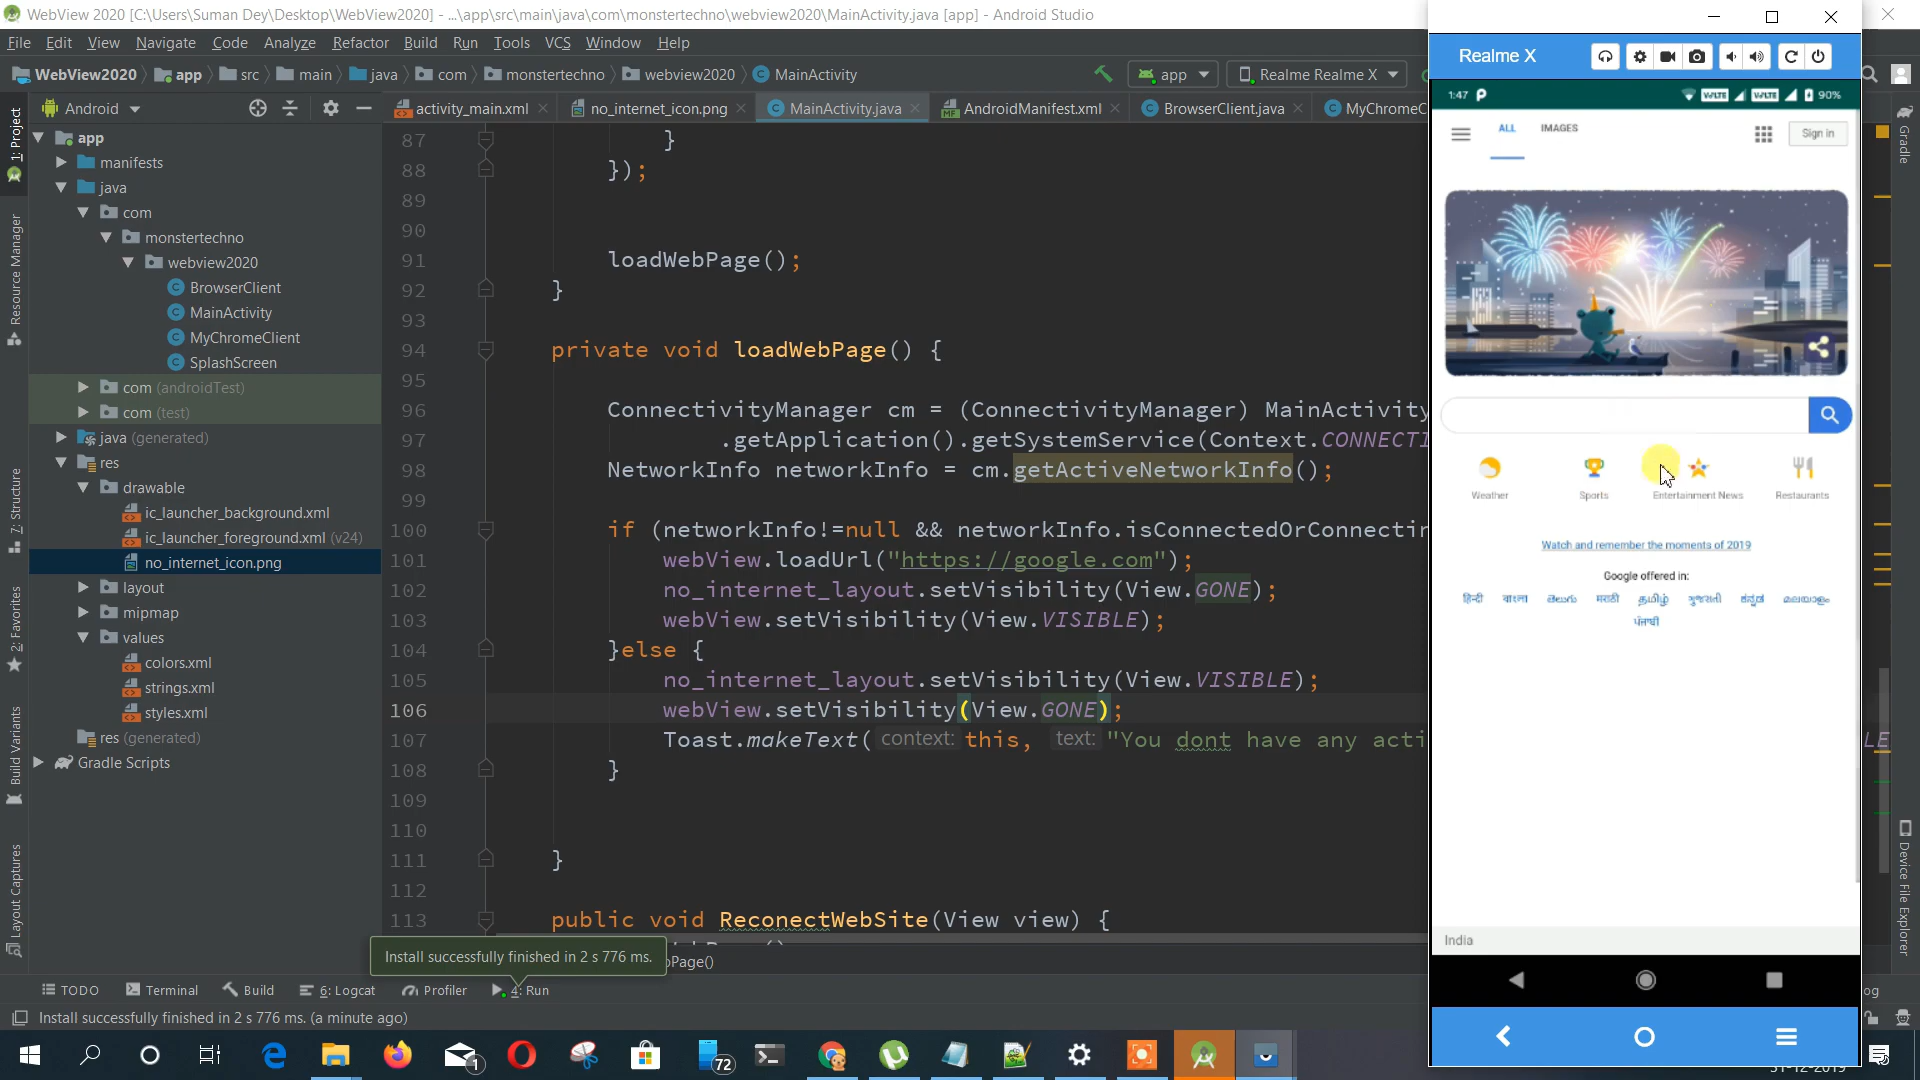 WebView 2020 [C:\Users\Suman Dey\Desktop\WebView2020] - ...\app\src\main\java\com\monstertechno\webview2020\MainActivity.java [app] - Android Studio
File Edit View Navigate Code Analyze Refactor Build Run Tools VCS Window Help
WebView2020 app src main java com monstertechno webview2020 MainActivity app Realme Realme X
Android activity_main.xml no_internet_icon.png MainActivity.java AndroidManifest.xml BrowserClient.java MyChromeC
1: Project
Resource Manager
7: Structure
2: Favorites
Build Variants
Layout Captures
app
manifests
java
com
monstertechno
webview2020
BrowserClient
MainActivity
MyChromeClient
SplashScreen
com (androidTest)
com (test)
java (generated)
res
drawable
ic_launcher_background.xml
ic_launcher_foreground.xml (v24)
no_internet_icon.png
layout
mipmap
values
colors.xml
strings.xml
styles.xml
res (generated)
Gradle Scripts
87 }
88 });
89
90
91 loadWebPage();
92 }
93
94 private void loadWebPage() {
95
96 ConnectivityManager cm = (ConnectivityManager) MainActivity
97 .getApplication().getSystemService(Context.CONNECTI
98 NetworkInfo networkInfo = cm.getActiveNetworkInfo();
99
100 if (networkInfo!=null && networkInfo.isConnectedOrConnectin
101 webView.loadUrl("https://google.com");
102 no_internet_layout.setVisibility(View.GONE);
103 webView.setVisibility(View.VISIBLE);
104 }else {
105 no_internet_layout.setVisibility(View.VISIBLE);
106 webView.setVisibility(View.GONE);
107 Toast.makeText( context: this, text: "You dont have any acti
108 }
109
110
111 }
112
113 public void ReconectWebSite(View view) {
Install successfully finished in 2 s 776 ms.
Page()
TODO Terminal Build 6: Logcat Profiler 4: Run
Install successfully finished in 2 s 776 ms. (a minute ago)
1
72
Realme X
1:47 VoLTE VoLTE 90%
ALL IMAGES Sign in
Weather Sports Entertainment News Restaurants
Watch and remember the moments of 2019
Google offered in:
हिन्दी বাংলা తెలుగు मराठी தமிழ் ગુજરાતી ಕನ್ನಡ മലയാളം
ਪੰਜਾਬੀ
India
Gradle
LE
Device File Explorer
og
31-12-2019